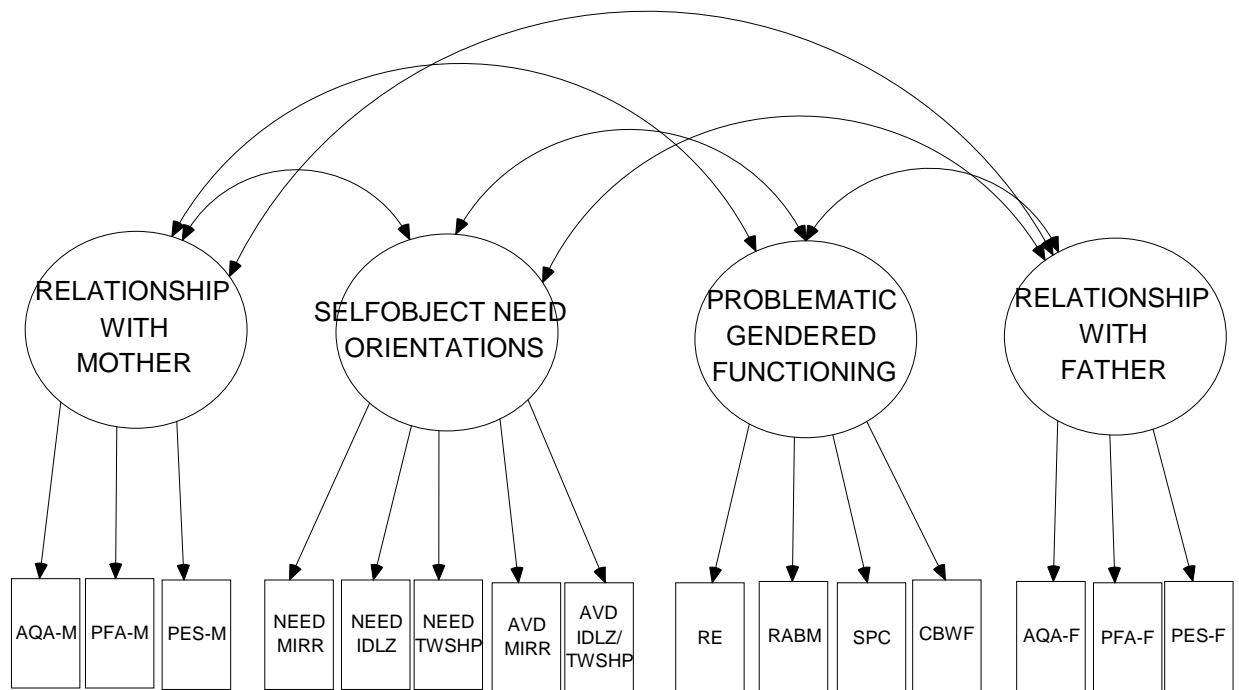 RELATIONSHIP
WITH
MOTHER
SELFOBJECT NEED
ORIENTATIONS
PROBLEMATIC
GENDERED
FUNCTIONING
RELATIONSHIP
WITH
FATHER
AQA-M
PFA-M
PES-M
NEED
MIRR
NEED
IDLZ
NEED
TWSHP
AVD
MIRR
AVD
IDLZ/
TWSHP
RE
RABM
SPC
CBWF
AQA-F
PFA-F
PES-F